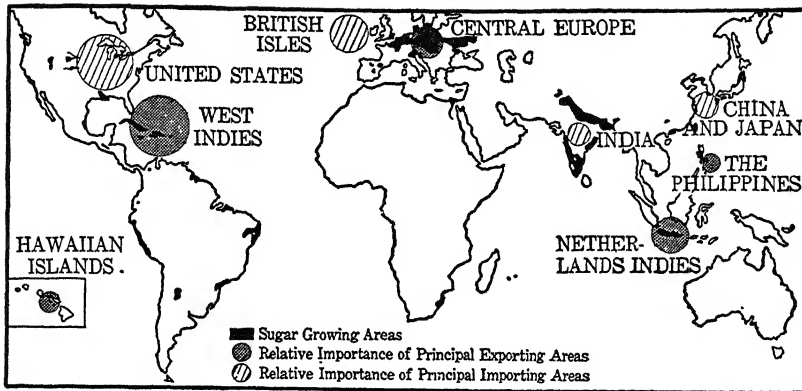 BRITISH
ISLES
CENTRAL EUROPE
UNITED STATES
WEST
INDIES
CHINA
AND JAPAN
INDIA
THE
PHILIPPINES
NETHER-
LANDS INDIES
HAWAIIAN
ISLANDS .
Sugar Growing Areas
Relative Importance of Principal Exporting Areas
Relative Importance of Principal Importing Areas